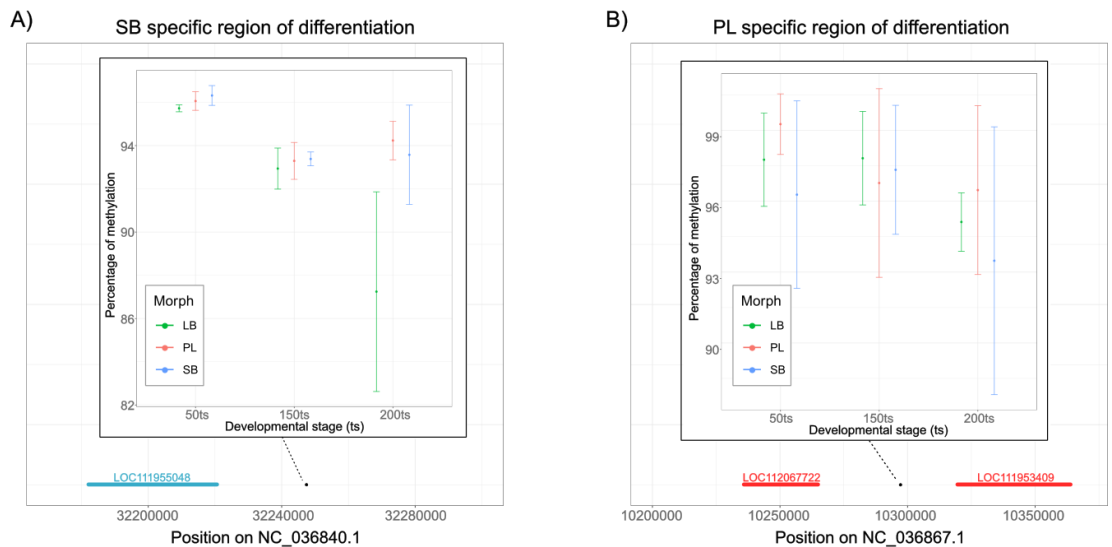 A)
SB specific region of differentiation
94
90
86
82
Percentage of methylation
Morph
LB
PL
SB
50ts
150ts
200ts
Developmental stage (ts)
LOC111955048
32200000
32240000
32280000
Position on NC_036840.1
B)
PL specific region of differentiation
99
96
93
90
Percentage of methylation
Morph
LB
PL
SB
50ts
150ts
200ts
Developmental stage (ts)
LOC112067722
LOC111953409
10200000
10250000
10300000
10350000
Position on NC_036867.1